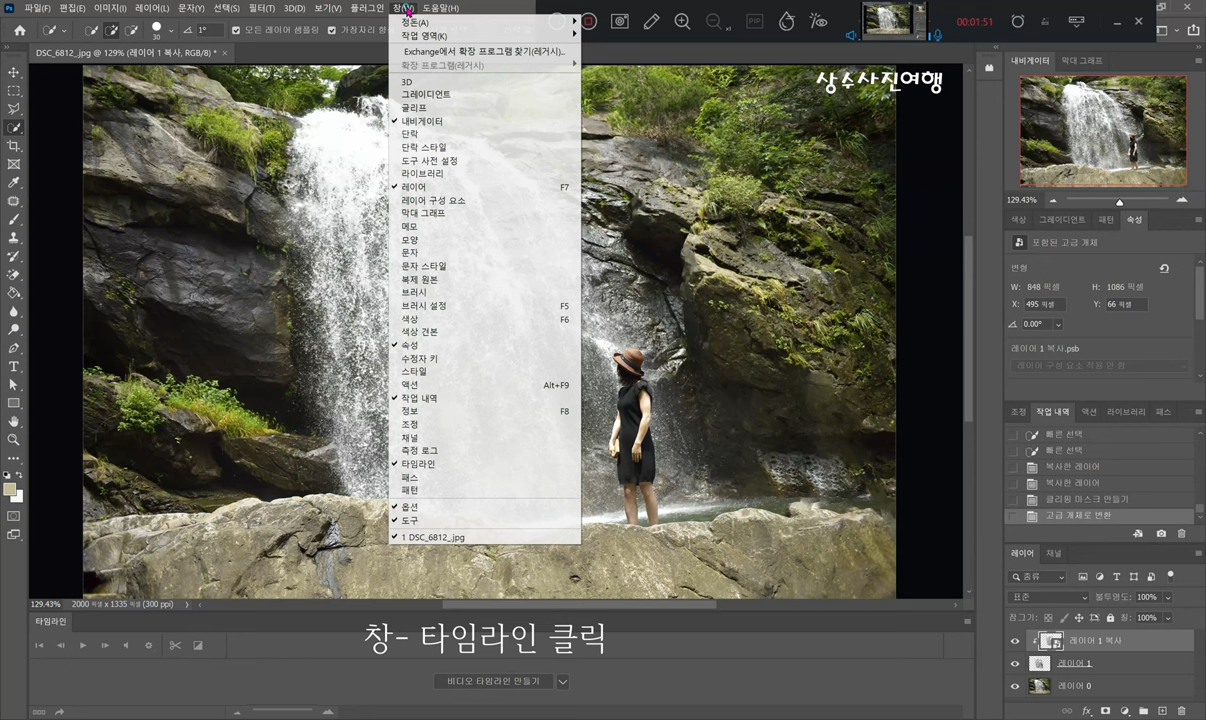 파일(F) 편집(E) 이미지(I) 레이어(L) 문자(Y) 선택(S) 필터(T) 3D(D) 보기(V) 플러그인 창(W) 도움말(H)
30 1° 모든 레이어 샘플링 가장자리 향
PIP 00:01:51
DSC_6812_.jpg @ 129% (레이어 1 복사, RGB/8) *
정돈(A)
작업 영역(K)
Exchange에서 확장 프로그램 찾기(레거시)..
확장 프로그램(레거시)
3D
그레이디언트
글리프
내비게이터
단락
단락 스타일
도구 사전 설정
라이브러리
레이어 F7
레이어 구성 요소
막대 그래프
메모
모양
문자
문자 스타일
복제 원본
브러시
브러시 설정 F5
색상 F6
색상 견본
속성
수정자 키
스타일
액션 Alt+F9
작업 내역
정보 F8
조정
채널
측정 로그
타임라인
패스
패턴
옵션
도구
1 DSC_6812_.jpg
상수사진여행
내비게이터 막대 그래프
129.43%
색상 그레이디언트 패턴 속성
포함된 고급 개체
변형
W: 848 픽셀 H: 1086 픽셀
X: 495 픽셀 Y: 66 픽셀
0.00°
레이어 1 복사.psb
레이어 구성 요소 적용 안 함
조정 작업 내역 액션 라이브러리 패스
빠른 선택
빠른 선택
복사한 레이어
복사한 레이어
클리핑 마스크 만들기
고급 개체로 변환
레이어 채널
종류
표준 불투명도: 100%
잠그기: 칠: 100%
레이어 1 복사
레이어 1
레이어 0
fx
129.43% 2000 픽셀 x 1335 픽셀 (300 ppi)
타임라인
창- 타임라인 클릭
비디오 타임라인 만들기